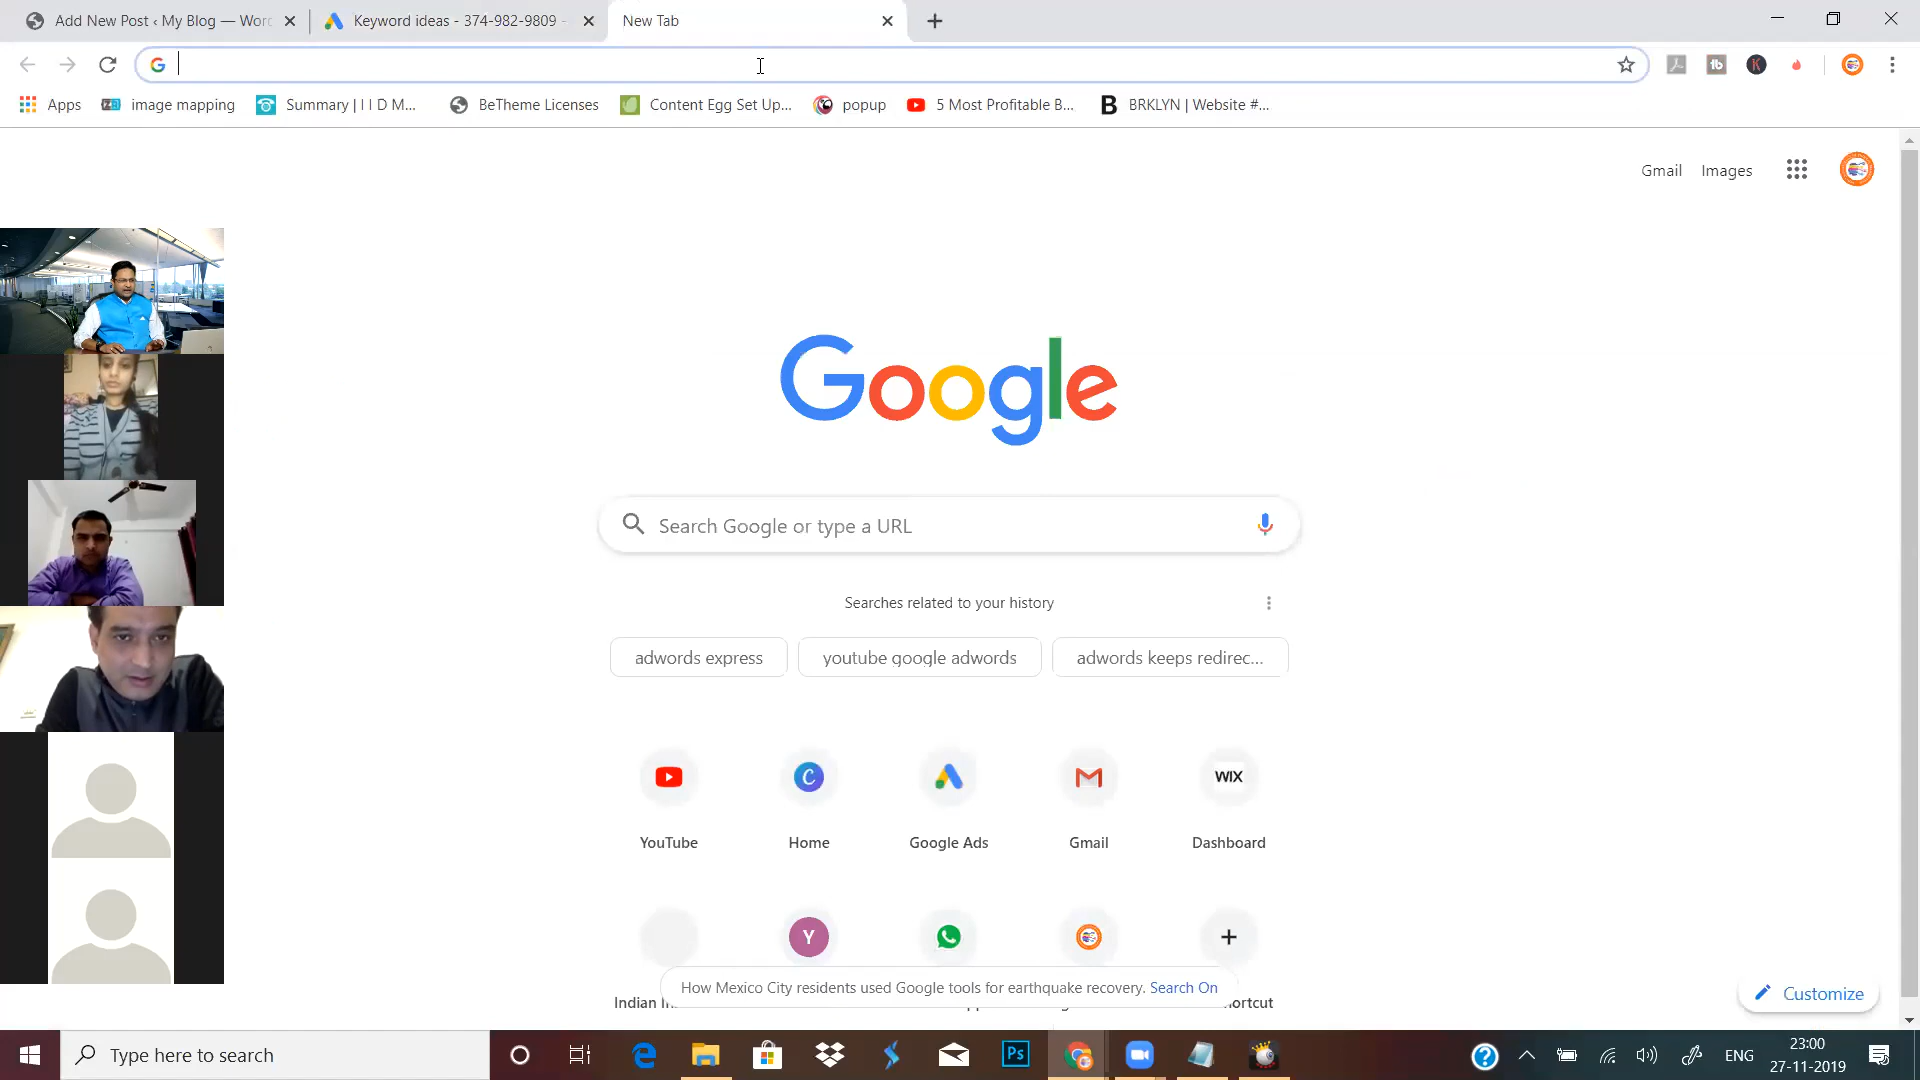 Add New Post ‹ My Blog — Wor
Keyword ideas - 374-982-9809 -
New Tab
Apps
image mapping
Summary | I I D M...
BeTheme Licenses
Content Egg Set Up...
popup
5 Most Profitable B...
BRKLYN | Website #...
Gmail
Images
Google
Search Google or type a URL
Searches related to your history
adwords express
youtube google adwords
adwords keeps redirec...
WIX
YouTube
Home
Google Ads
Gmail
Dashboard
Y
How Mexico City residents used Google tools for earthquake recovery. Search On
Indian
Customize
Type here to search
Ps
ENG
23:00
27-11-2019